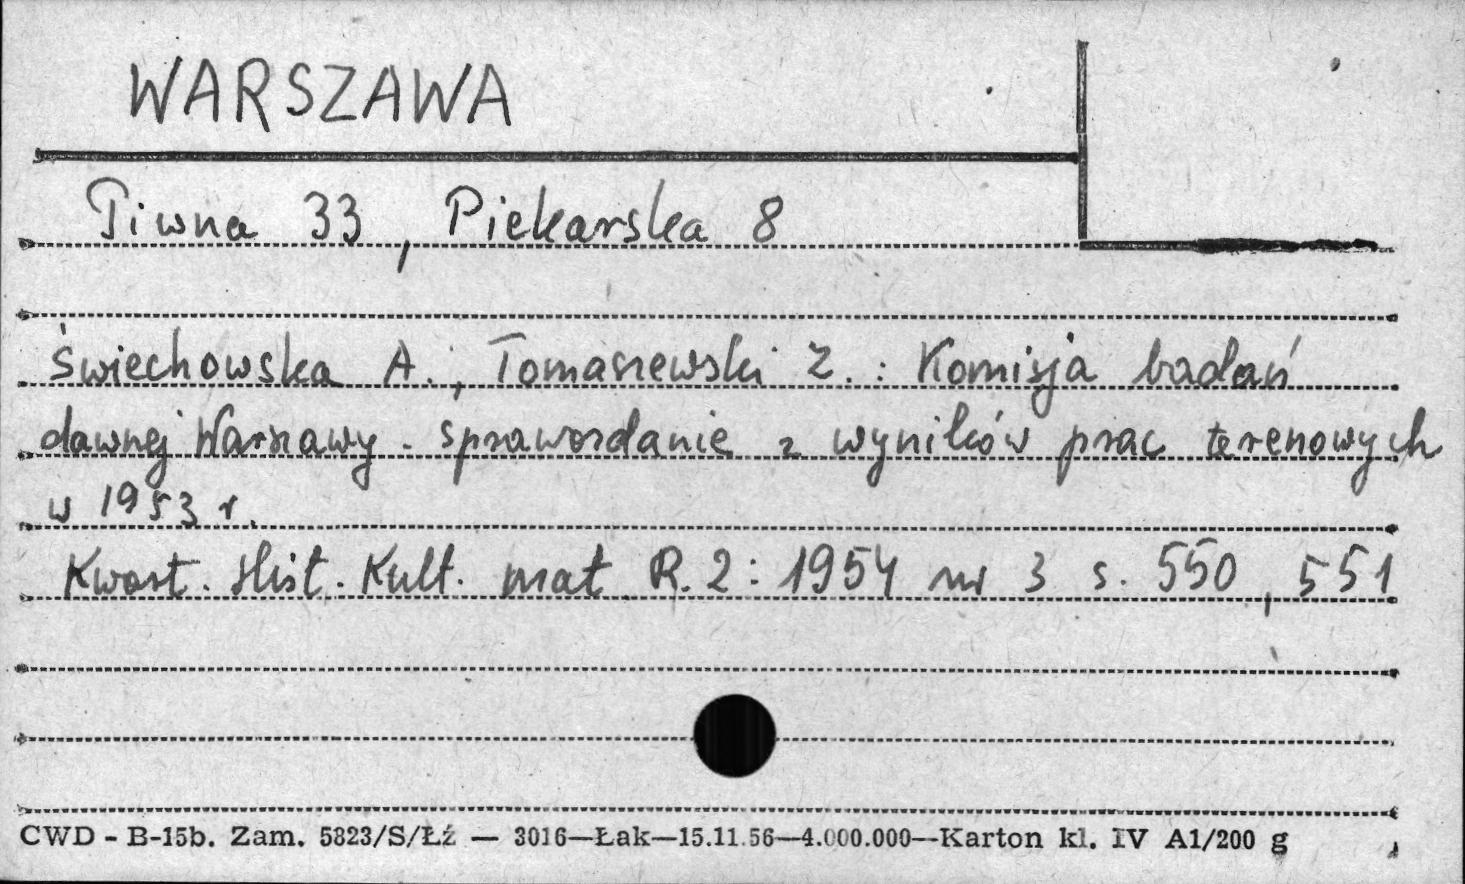 WARSZAWA
Piwna 33, Piekarska 8
Świechowska A., Tomaszewski Z.: Komisja badań
dawnej Warszawy. Sprawozdanie z wyników prac terenowych
w 1953 r.
Kwart. Hist. Kult. mat. R. 2: 1954 nr 3 s. 550, 551
CWD - B-15b. Zam. 5823/S/Łź — 3016—Łak—15.11.56—4.000.000—Karton kl. IV A1/200 g